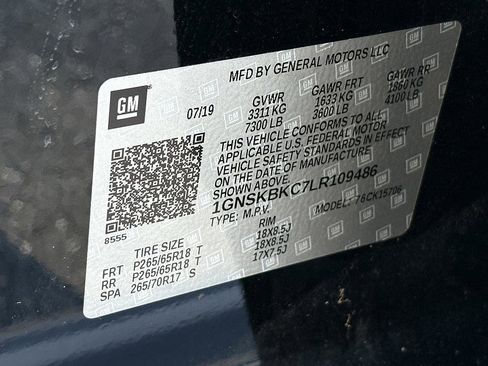 MFD BY GENERAL MOTORS LLC
GM
07/19 GVWR GAWR FRT GAWR RR
3311 KG 1633 KG 1860 KG
7300 LB 3600 LB 4100 LB
THIS VEHICLE CONFORMS TO ALL
APPLICABLE U.S. FEDERAL MOTOR
VEHICLE SAFETY STANDARDS IN EFFECT
ON THE DATE OF MANUFACTURE
SHOWN ABOVE.
1GNSKBKC7LR109486
TYPE: M.P.V. MODEL: 76CK15706
8555
TIRE SIZE RIM
FRT P265/65R18 T 18X8.5J
RR P265/65R18 T 18X8.5J
SPA 265/70R17 S 17X7.5J